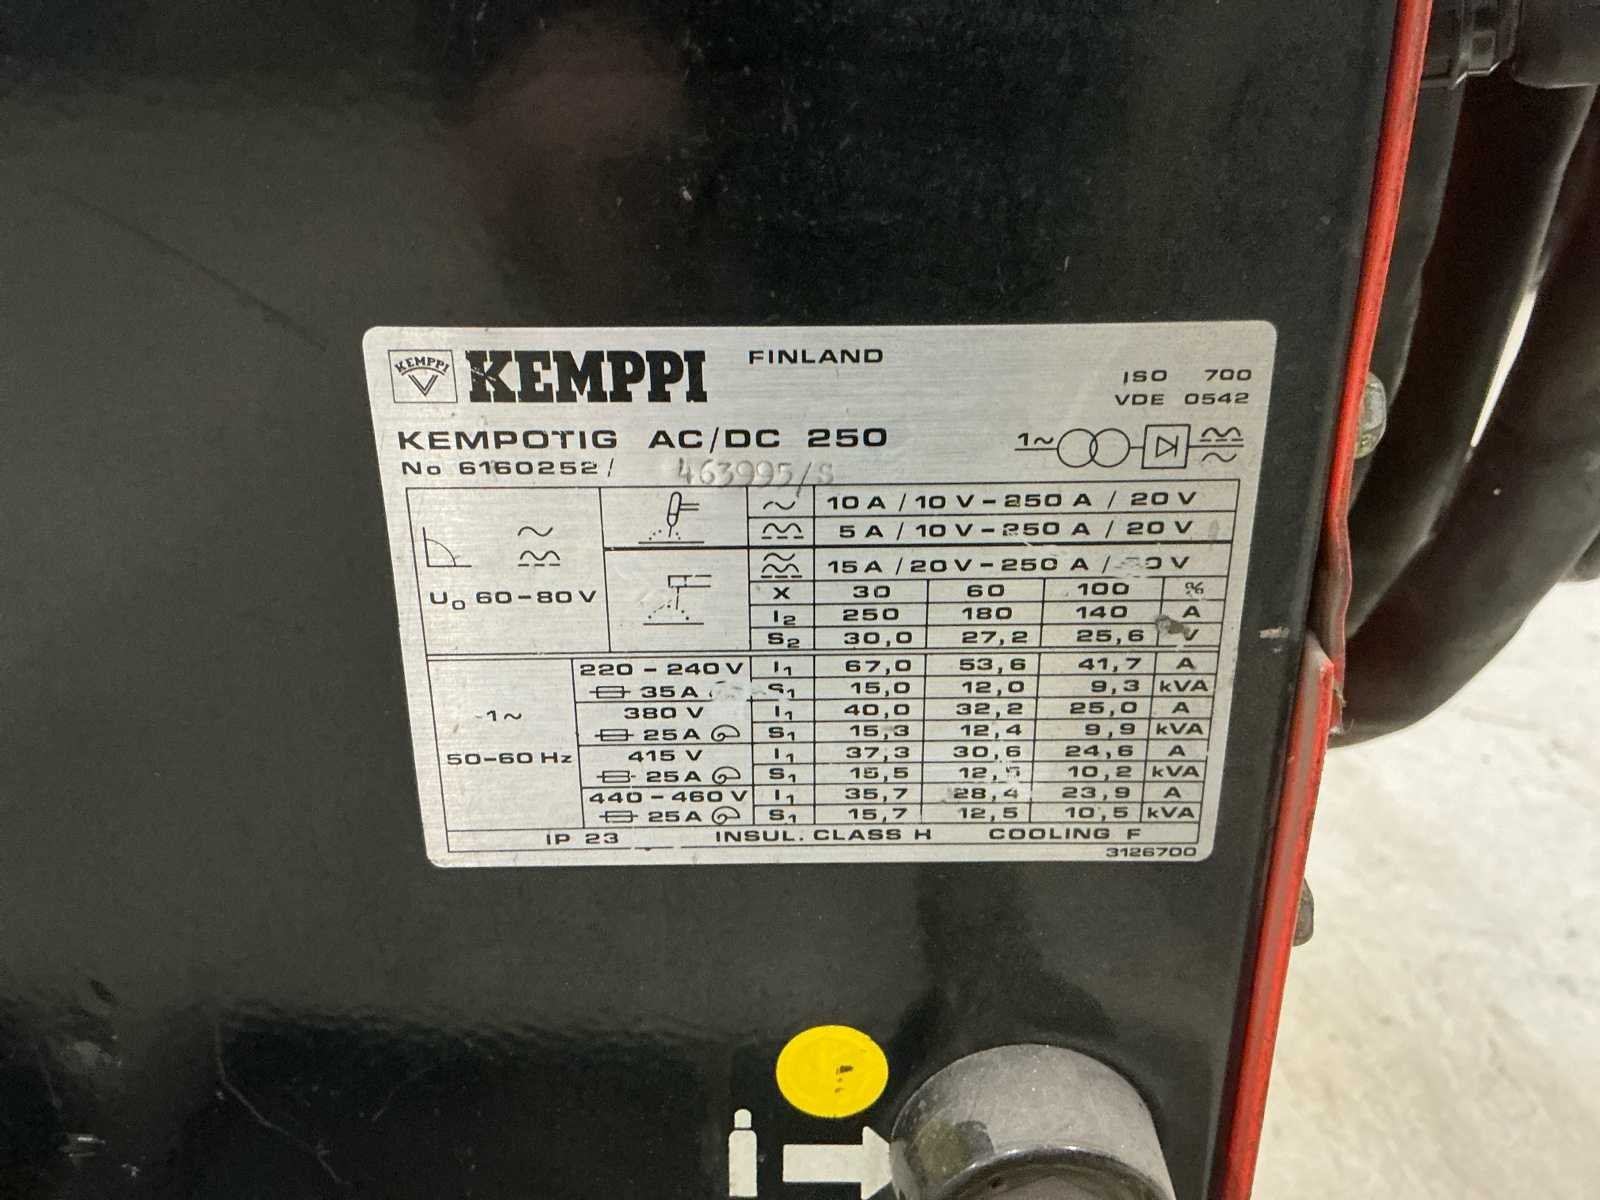 KEMPPI KEMPPI FINLAND
ISO 700
VDE 0542
KEMPOTIG AC/DC 250
1~
No 6160252/ 463995/S
10 A / 10 V - 250 A / 20 V
5 A / 10 V - 250 A / 20 V
15 A / 20 V - 250 A / V
U0 60-80 V
X 30 60 100 %
I2 250 180 140 A
S2 30,0 27,2 25,6 V
1~
50-60 Hz
220-240 V I1 67,0 53,6 41,7 A
35 A S1 15,0 12,0 9,3 kVA
380 V I1 40,0 32,2 25,0 A
25 A S1 15,3 12,4 9,9 kVA
415 V I1 37,3 30,6 24,6 A
25 A S1 15,5 10,2 kVA
440-460 V I1 35,7 28,4 23,9 A
25 A S1 15,7 12,5 10,5 kVA
IP 23 INSUL. CLASS H COOLING F
3126700